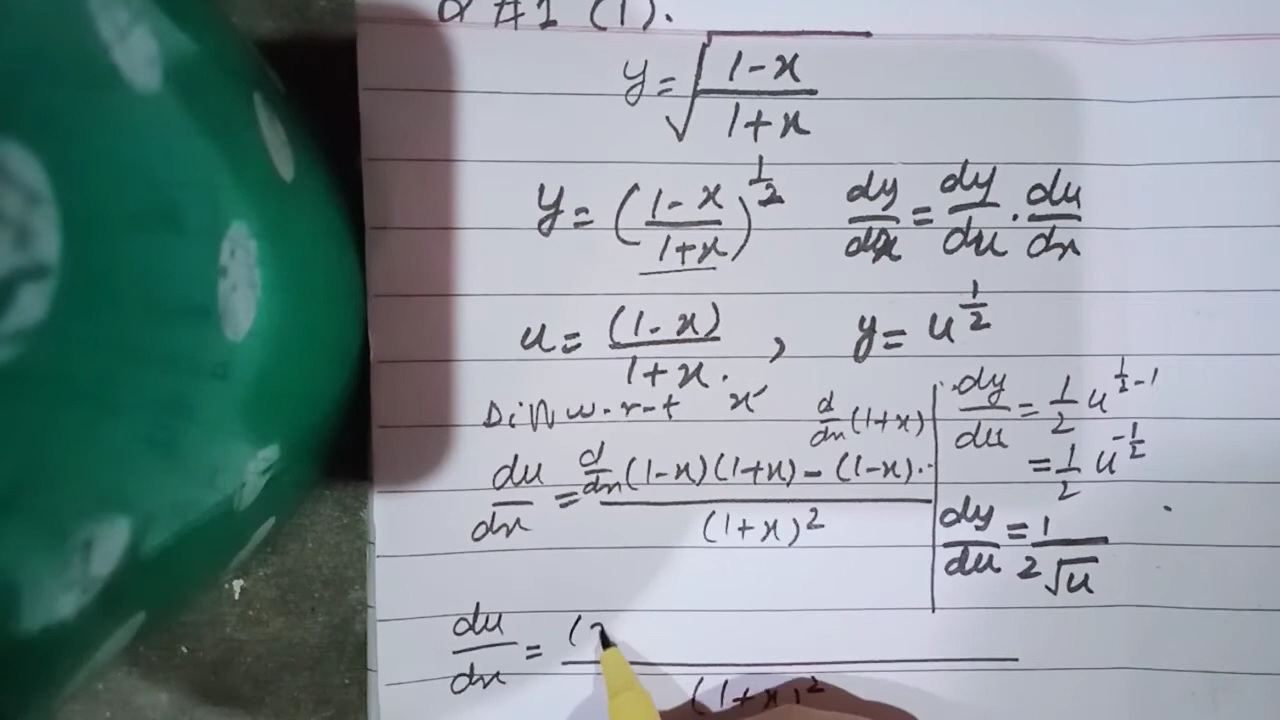 Q #1 (1).
y = √((1-x)/(1+x))
y = ((1-x)/(1+x))^(1/2)   dy/dx = dy/du · du/dx
u = (1-x)/(1+x) . , y = u^(1/2)
Diff w-r-t x   d/dx (1+x)   dy/du = 1/2 u^(1/2 - 1)
= 1/2 u^(-1/2)
du/dx = (d/dx (1-x)(1+x) - (1-x)..)/(1+x)^2
dy/du = 1/(2√u)
du/dx = ( /(1+x)^2